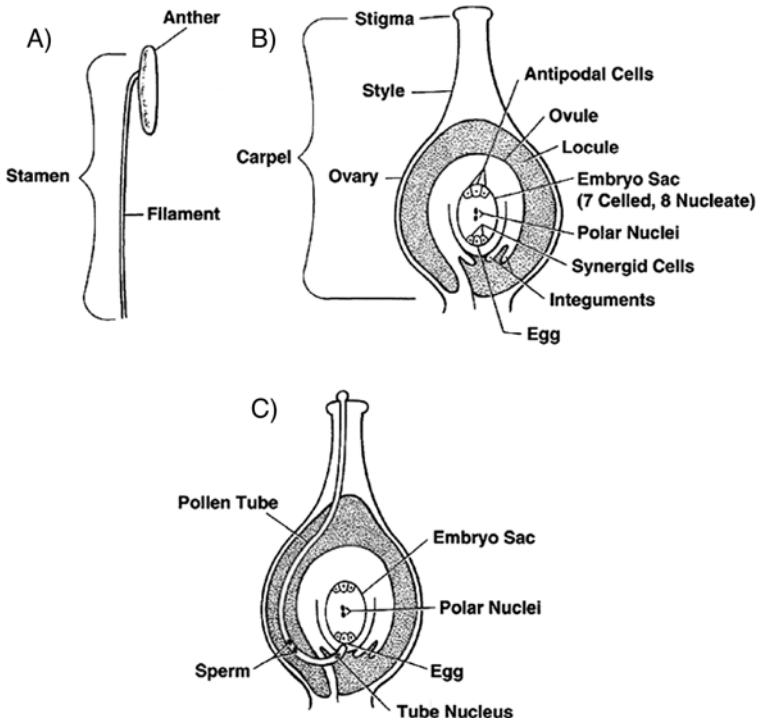 A)
Anther
Stamen
Filament
B)
Stigma
Style
Carpel
Ovary
Antipodal Cells
Ovule
Locule
Embryo Sac
(7 Celled, 8 Nucleate)
Polar Nuclei
Synergid Cells
Integuments
Egg
C)
Pollen Tube
Embryo Sac
Polar Nuclei
Sperm
Egg
Tube Nucleus